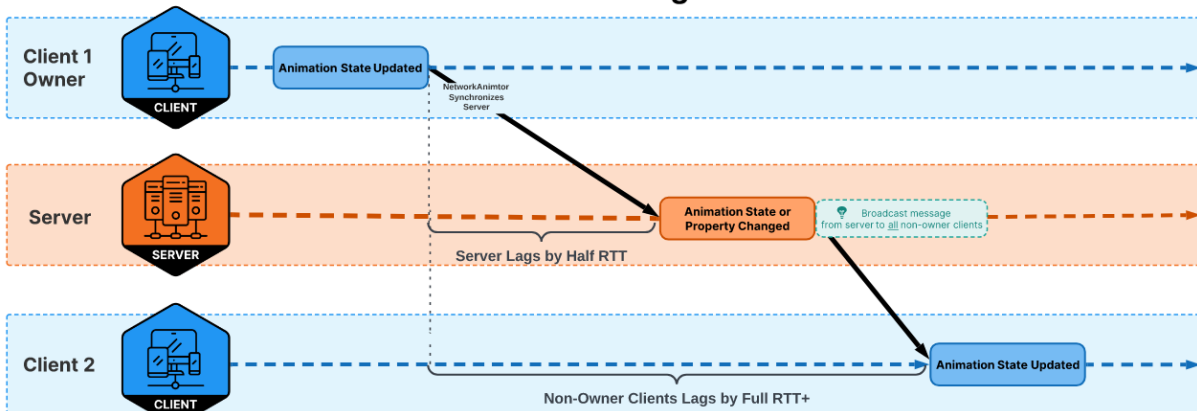 Client 1
Owner
CLIENT
Animation State Updated
NetworkAnimtor
Synchronizes
Server
Server
SERVER
Animation State or
Property Changed
Broadcast message
from server to all non-owner clients
Server Lags by Half RTT
Client 2
CLIENT
Animation State Updated
Non-Owner Clients Lags by Full RTT+